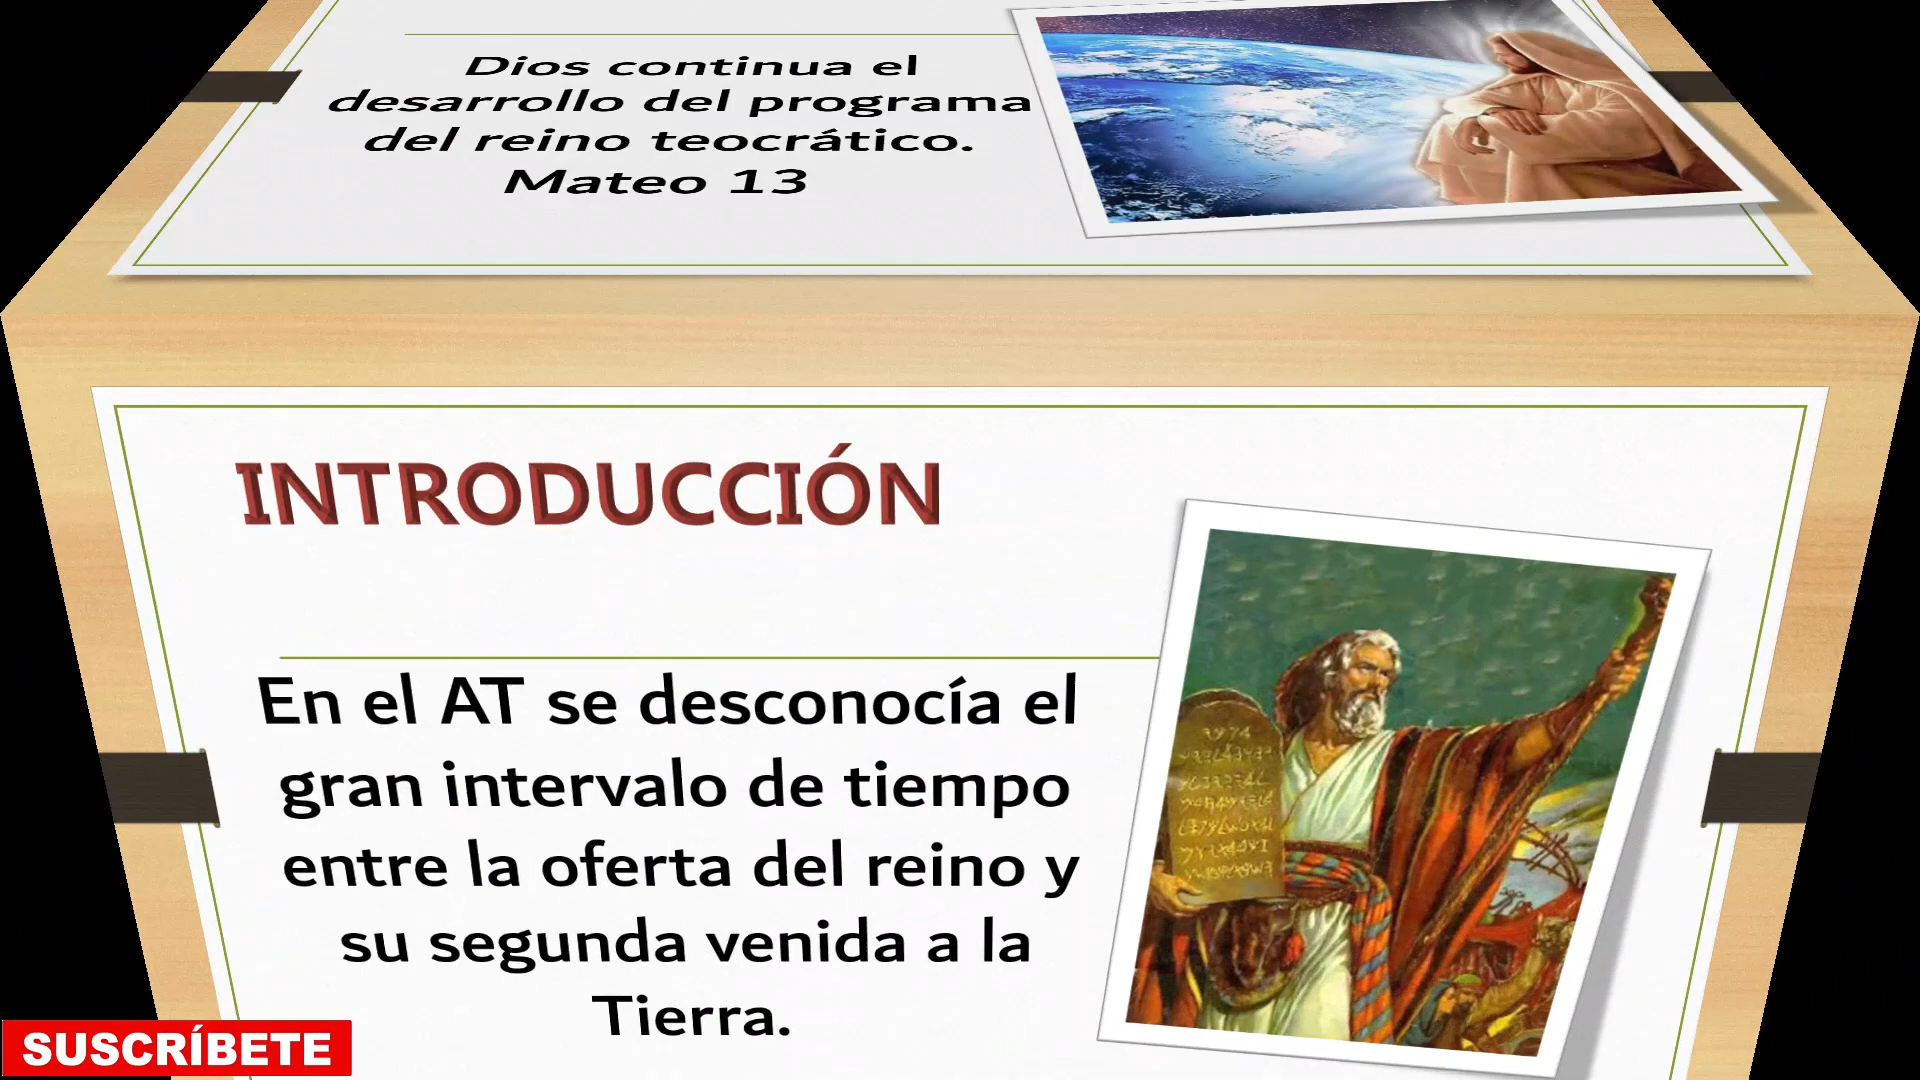 Dios continua el
desarrollo del programa
del reino teocrático.
Mateo 13
INTRODUCCIÓN
En el AT se desconocía el
gran intervalo de tiempo
entre la oferta del reino y
su segunda venida a la
Tierra.
SUSCRÍBETE